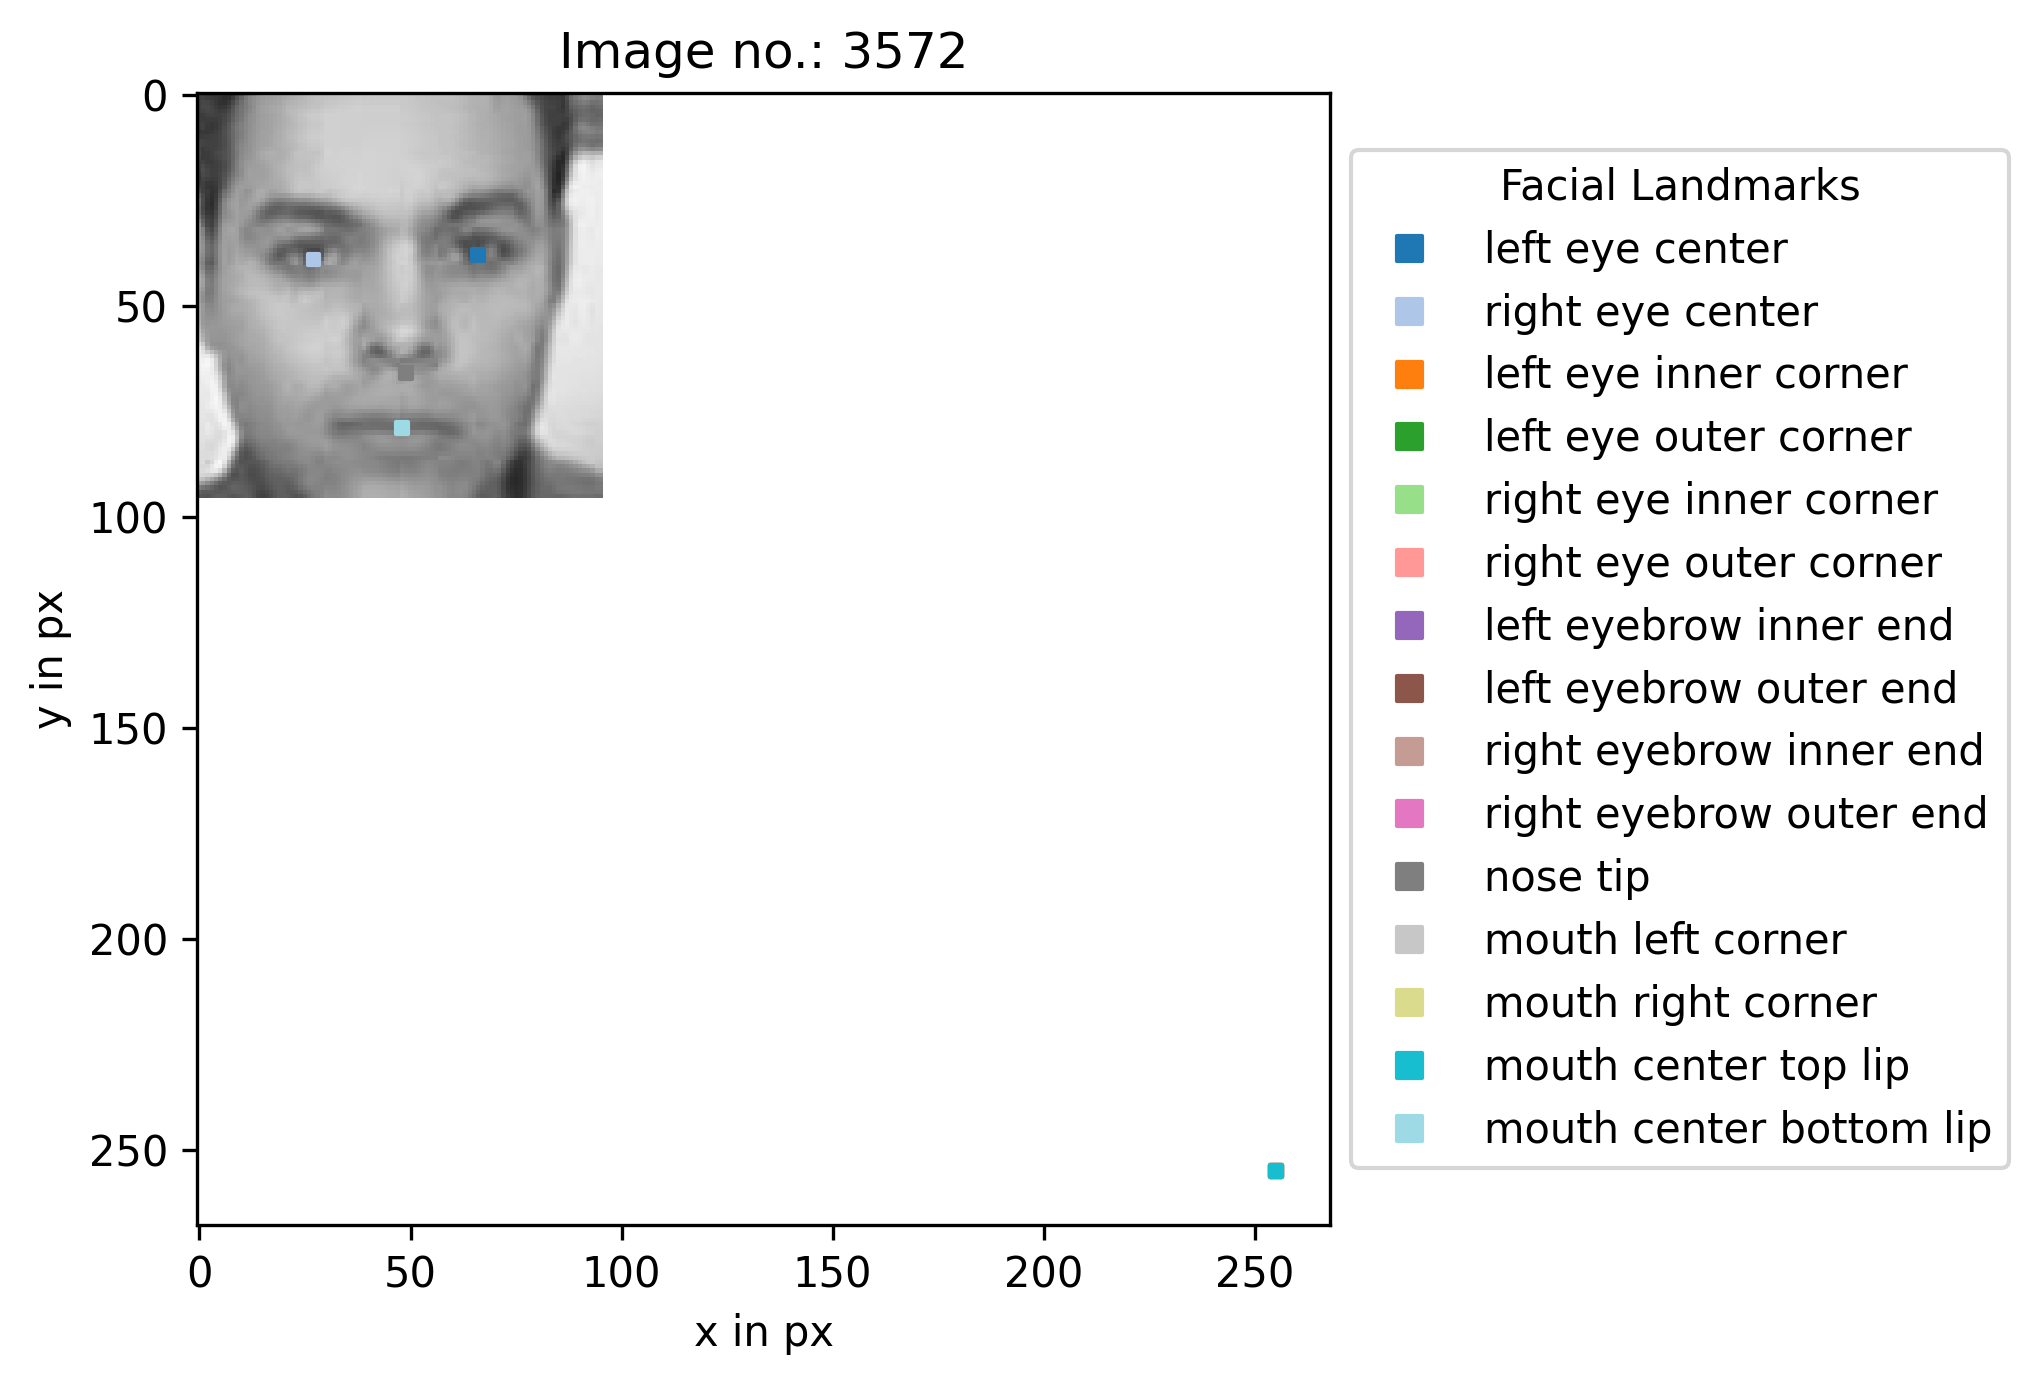 Image no.: 3572
0
50
100
150
200
250
y in px
0 50 100 150 200 250
x in px
Facial Landmarks
left eye center
right eye center
left eye inner corner
left eye outer corner
right eye inner corner
right eye outer corner
left eyebrow inner end
left eyebrow outer end
right eyebrow inner end
right eyebrow outer end
nose tip
mouth left corner
mouth right corner
mouth center top lip
mouth center bottom lip